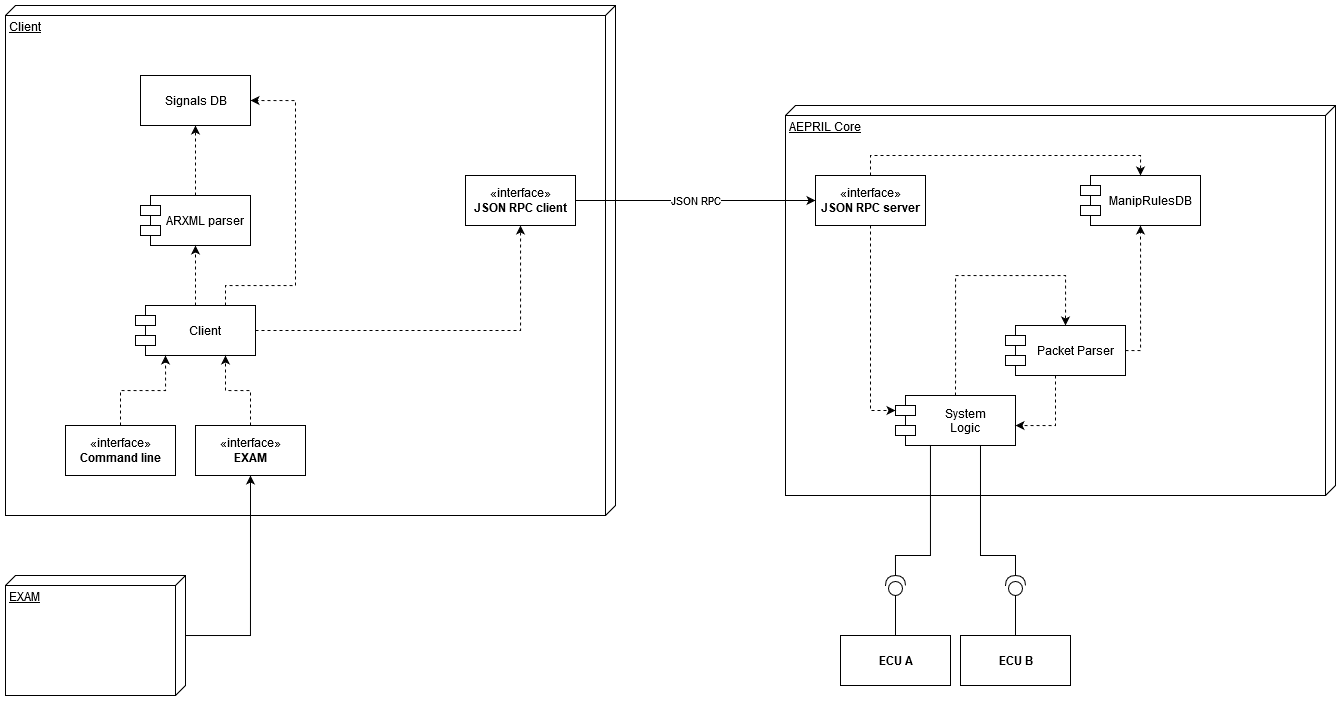 Client
Signals DB
ARXML parser
Client
«interface»
Command line
«interface»
EXAM
«interface»
JSON RPC client
JSON RPC
AEPRIL Core
«interface»
JSON RPC server
ManipRulesDB
Packet Parser
System
Logic
EXAM
ECU A
ECU B